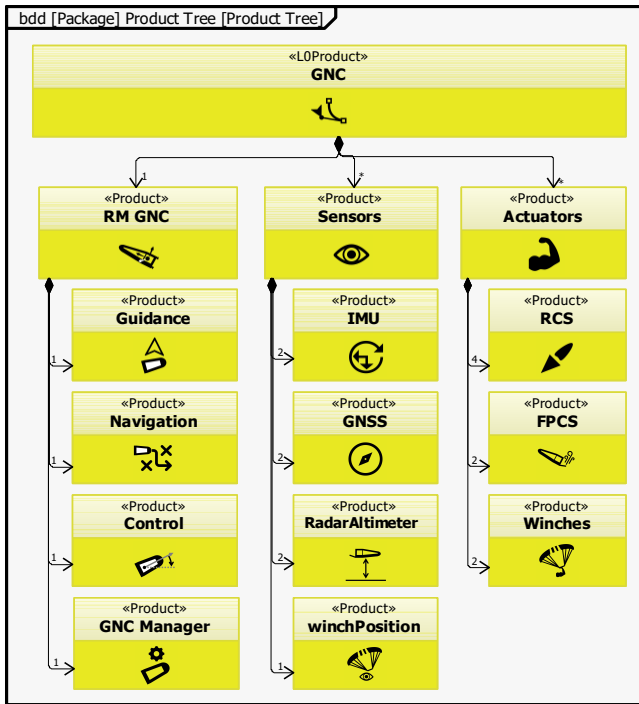 bdd [Package] Product Tree [Product Tree]
«L0Product»
GNC
1
*
*
«Product»
RM GNC
«Product»
Sensors
«Product»
Actuators
«Product»
Guidance
1
«Product»
IMU
2
«Product»
RCS
4
«Product»
Navigation
1
«Product»
GNSS
2
«Product»
FPCS
2
«Product»
Control
1
«Product»
RadarAltimeter
2
«Product»
Winches
2
«Product»
GNC Manager
1
«Product»
winchPosition
1